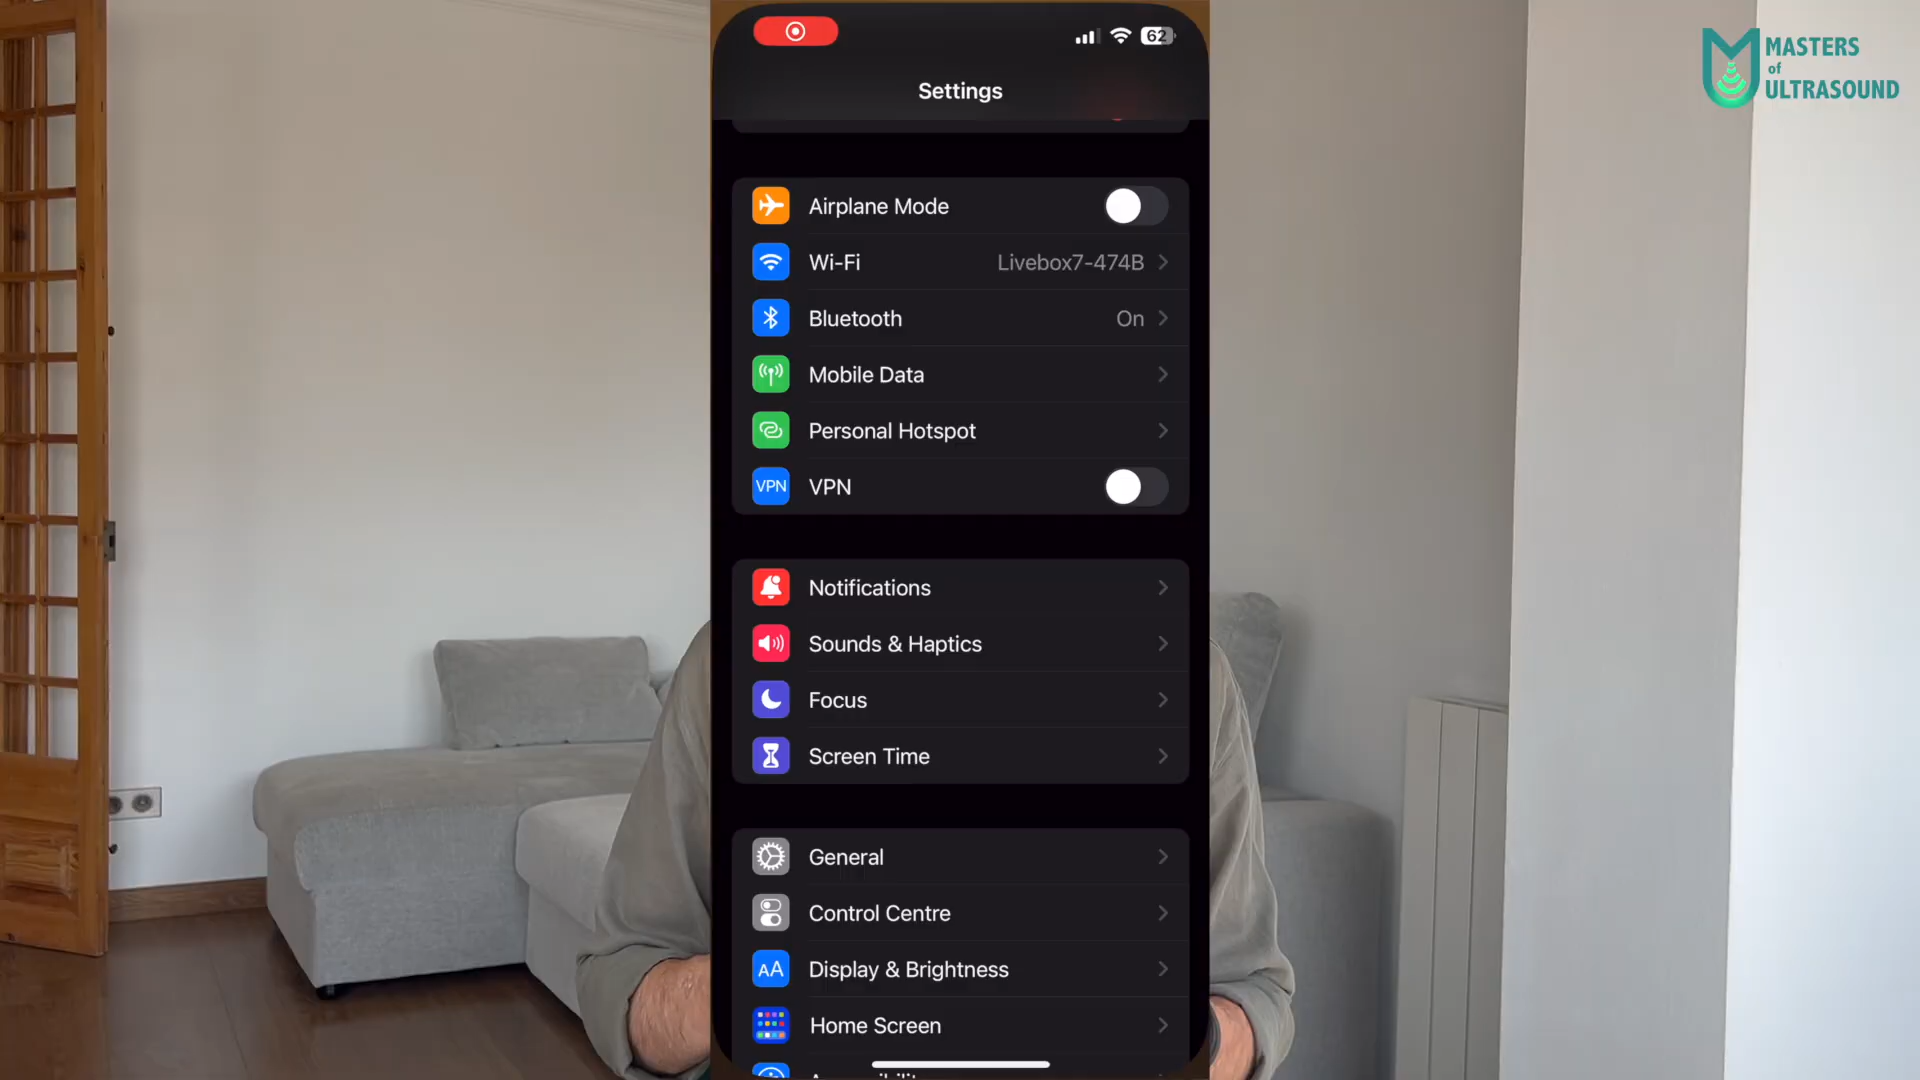 62
MASTERS
of
ULTRASOUND
Settings
Airplane Mode
Wi-Fi Livebox7-474B
Bluetooth On
Mobile Data
Personal Hotspot
VPN VPN
Notifications
Sounds & Haptics
Focus
Screen Time
General
Control Centre
AA Display & Brightness
Home Screen